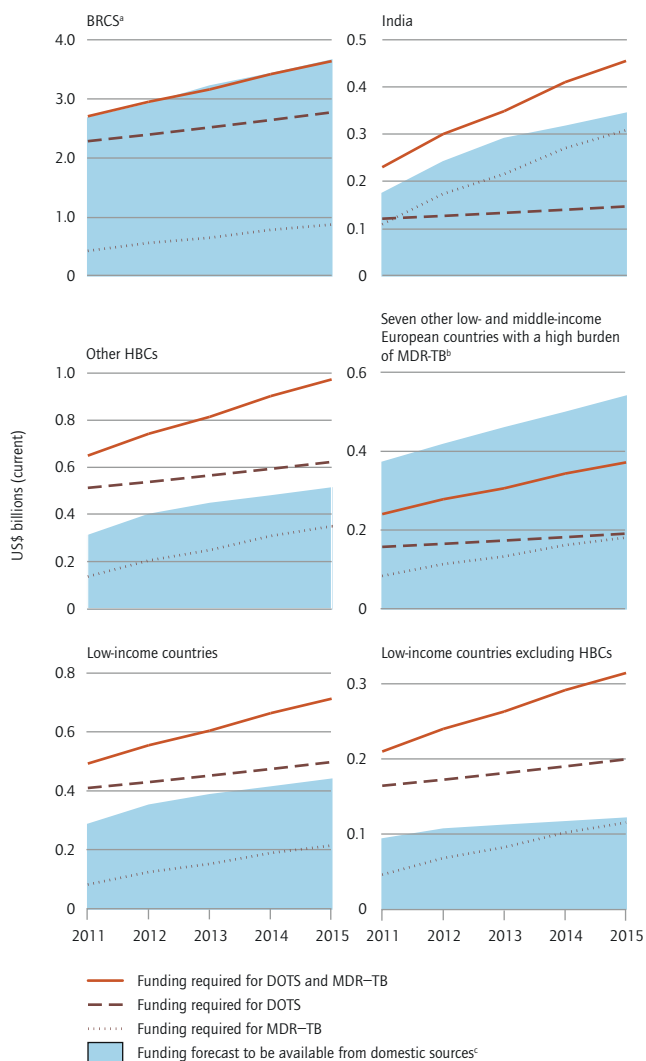 BRCSᵃ
4.0
3.0
2.0
1.0
0
India
0.5
0.4
0.3
0.2
0.1
0
US$ billions (current)
Other HBCs
1.0
0.8
0.6
0.4
0.2
0
Seven other low- and middle-income
European countries with a high burden
of MDR-TBᵇ
0.6
0.4
0.2
0
Low-income countries
0.8
0.6
0.4
0.2
0
2011 2012 2013 2014 2015
Low-income countries excluding HBCs
0.3
0.2
0.1
0
2011 2012 2013 2014 2015
Funding required for DOTS and MDR–TB
Funding required for DOTS
Funding required for MDR–TB
Funding forecast to be available from domestic sourcesᶜ